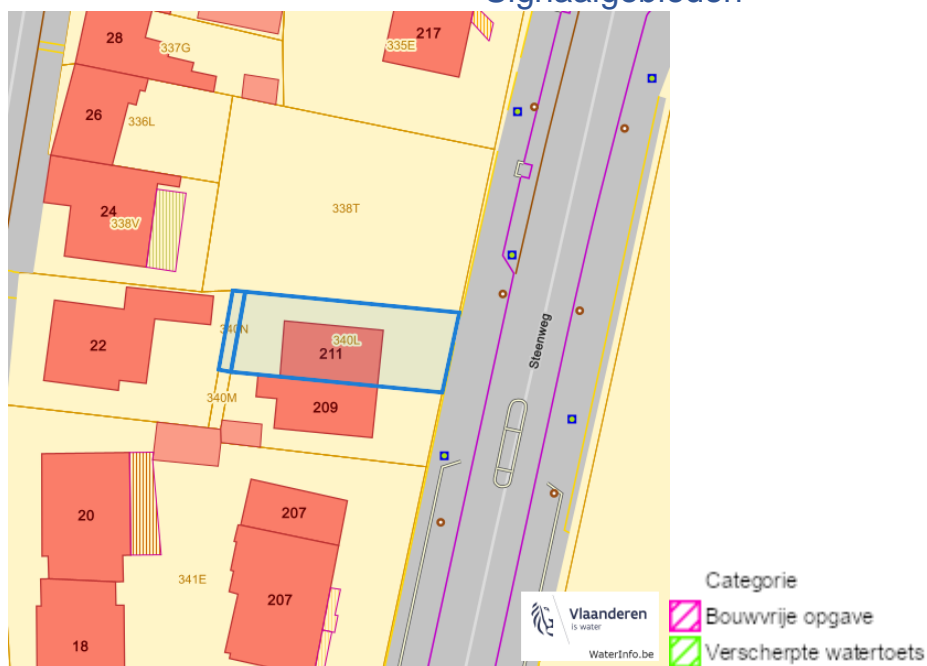 Signaalgebieden
28
337G
217
335E
26
336L
338T
24
338V
Steenweg
340N
340L
211
22
340M
209
207
20
341E
207
18
Vlaanderen
is water
WaterInfo.be
Categorie
Bouwvrije opgave
Verscherpte watertoets